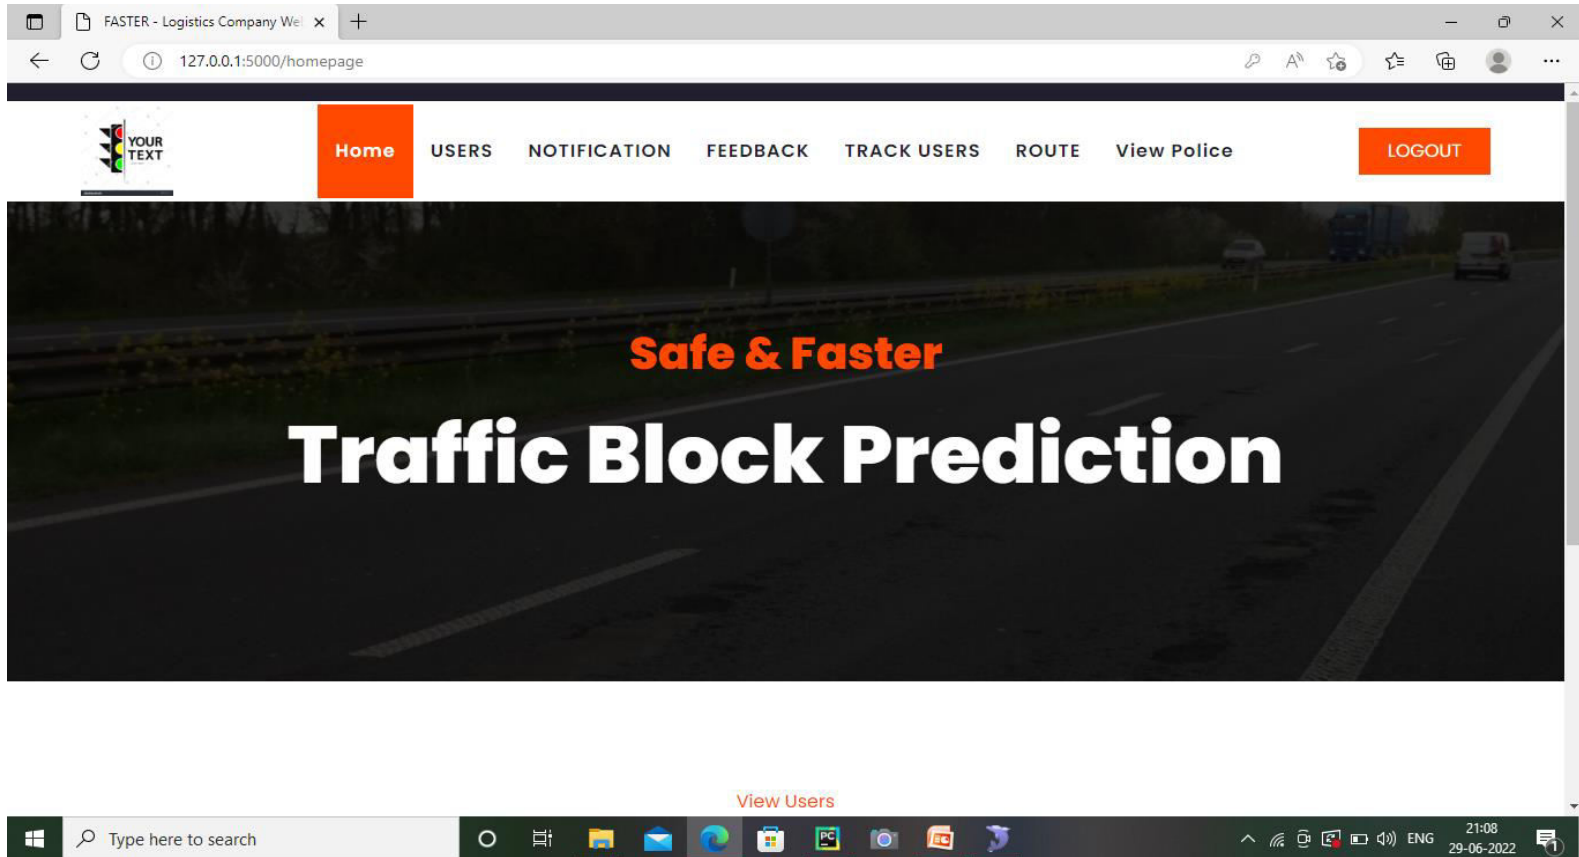 FASTER - Logistics Company We
127.0.0.1:5000/homepage
YOUR
TEXT
Home USERS NOTIFICATION FEEDBACK TRACK USERS ROUTE View Police LOGOUT
Safe & Faster
Traffic Block Prediction
View Users
Type here to search
ENG
21:08
29-06-2022